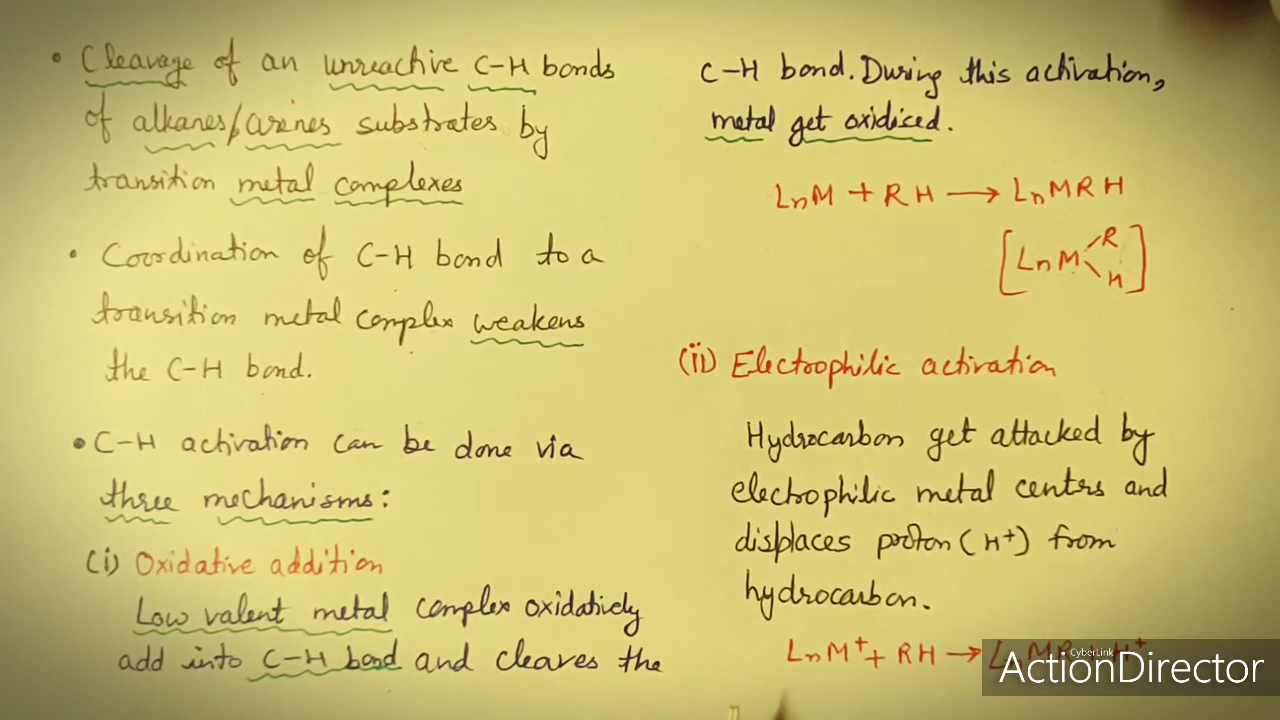 • Cleavage of an unreactive C-H bonds
of alkanes/arenes substrates by
transition metal complexes
• Coordination of C-H bond to a
transition metal complex weakens
the C-H bond.
• C-H activation can be done via
three mechanisms:
(i) Oxidative addition
Low valent metal complex oxidatively
add into C-H bond and cleaves the
C-H bond. During this activation,
metal get oxidiced.
LnM + RH → LnMRH
[LnM
R
H]
(ii) Electrophilic activation
Hydrocarbon get attacked by
electrophilic metal centers and
displaces proton (H+) from
hydrocarbon.
LnM+ + RH →
CyberLink
ActionDirector